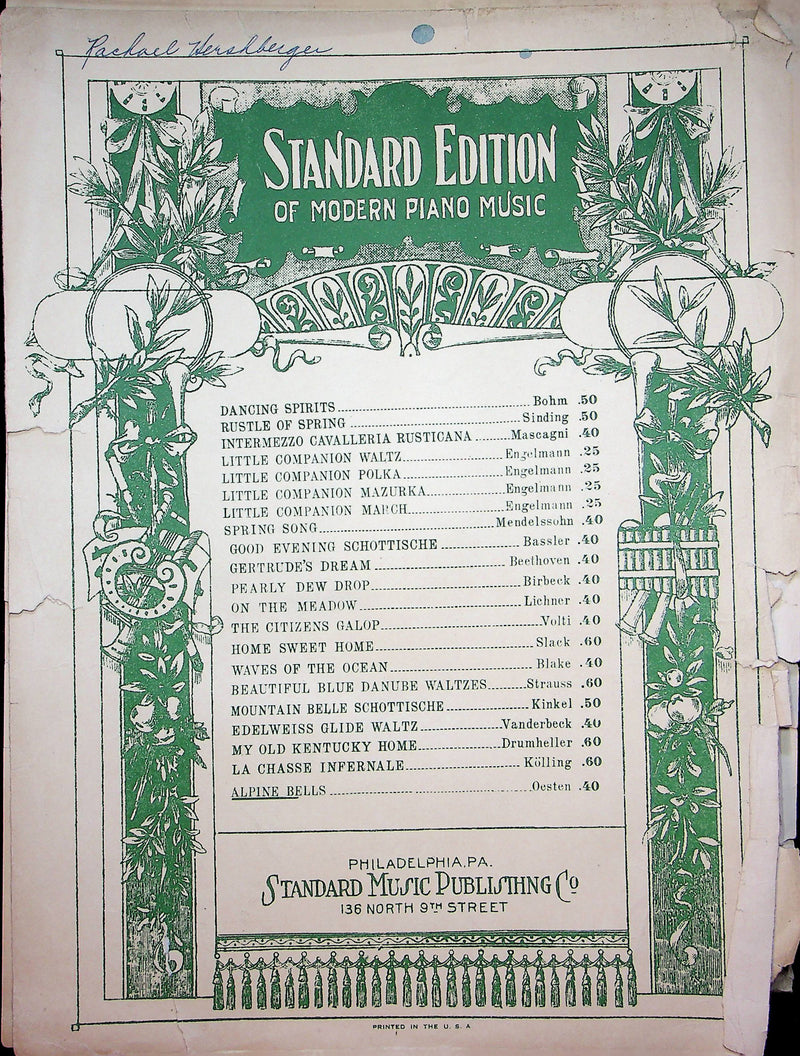 Rachael Hershberger
STANDARD EDITION
OF MODERN PIANO MUSIC
DANCING SPIRITS Bohm .50
RUSTLE OF SPRING Sinding .50
INTERMEZZO CAVALLERIA RUSTICANA Mascagni .40
LITTLE COMPANION WALTZ Engelmann .25
LITTLE COMPANION POLKA Engelmann .25
LITTLE COMPANION MAZURKA Engelmann .25
LITTLE COMPANION MARCH Engelmann .25
SPRING SONG Mendelssohn .40
GOOD EVENING SCHOTTISCHE Bassler .40
GERTRUDE'S DREAM Beethoven .40
PEARLY DEW DROP Birbeck .40
ON THE MEADOW Lichner .40
THE CITIZENS GALOP Volti .40
HOME SWEET HOME Slack .60
WAVES OF THE OCEAN Blake .40
BEAUTIFUL BLUE DANUBE WALTZES Strauss .60
MOUNTAIN BELLE SCHOTTISCHE Kinkel .50
EDELWEISS GLIDE WALTZ Vanderbeck .40
MY OLD KENTUCKY HOME Drumheller .60
LA CHASSE INFERNALE Kölling .60
ALPINE BELLS Oesten .40
PHILADELPHIA.PA.
STANDARD MUSIC PUBLISTHNG CO
136 NORTH 9TH STREET
PRINTED IN THE U. S. A